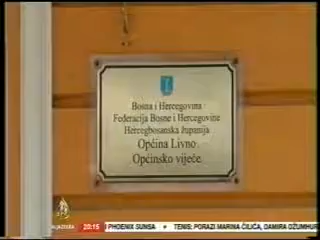 Bosna i Hercegovina
Federacija Bosne i Hercegovine
Hercegbosanska županija
Općina Livno
Općinsko vijeće
ALJAZEERA 20:15 PHOENIX SUNSA • TENIS: PORAZI MARINA ČILIĆA, DAMIRA DŽUMHUR